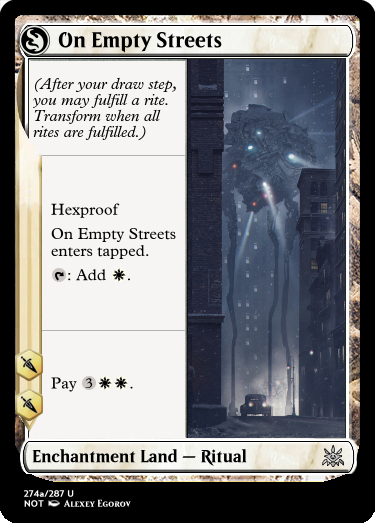 On Empty Streets
(After your draw step,
you may fulfill a rite.
Transform when all
rites are fulfilled.)
Hexproof
On Empty Streets
enters tapped.
: Add .
Pay 3 .
Enchantment Land — Ritual
274a/287 U
NOT Alexey Egorov